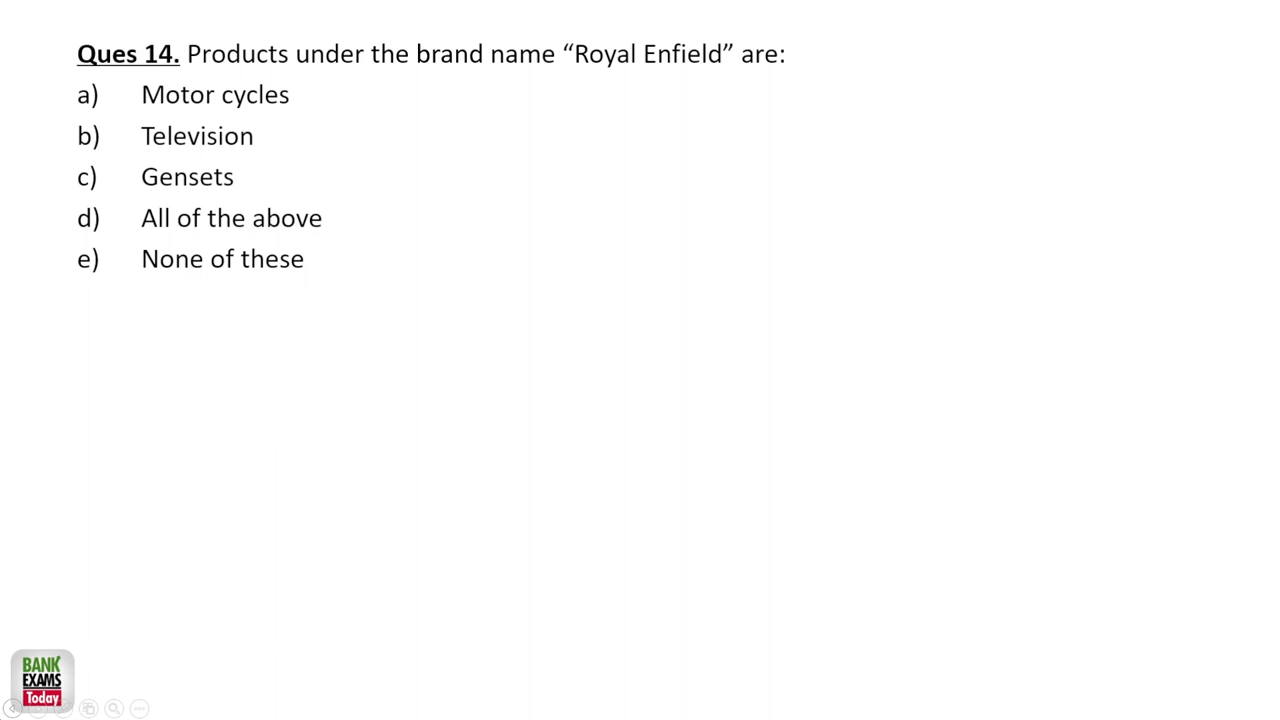 Ques 14. Products under the brand name “Royal Enfield” are:
a) Motor cycles
b) Television
c) Gensets
d) All of the above
e) None of these
BANK
EXAMS
Today